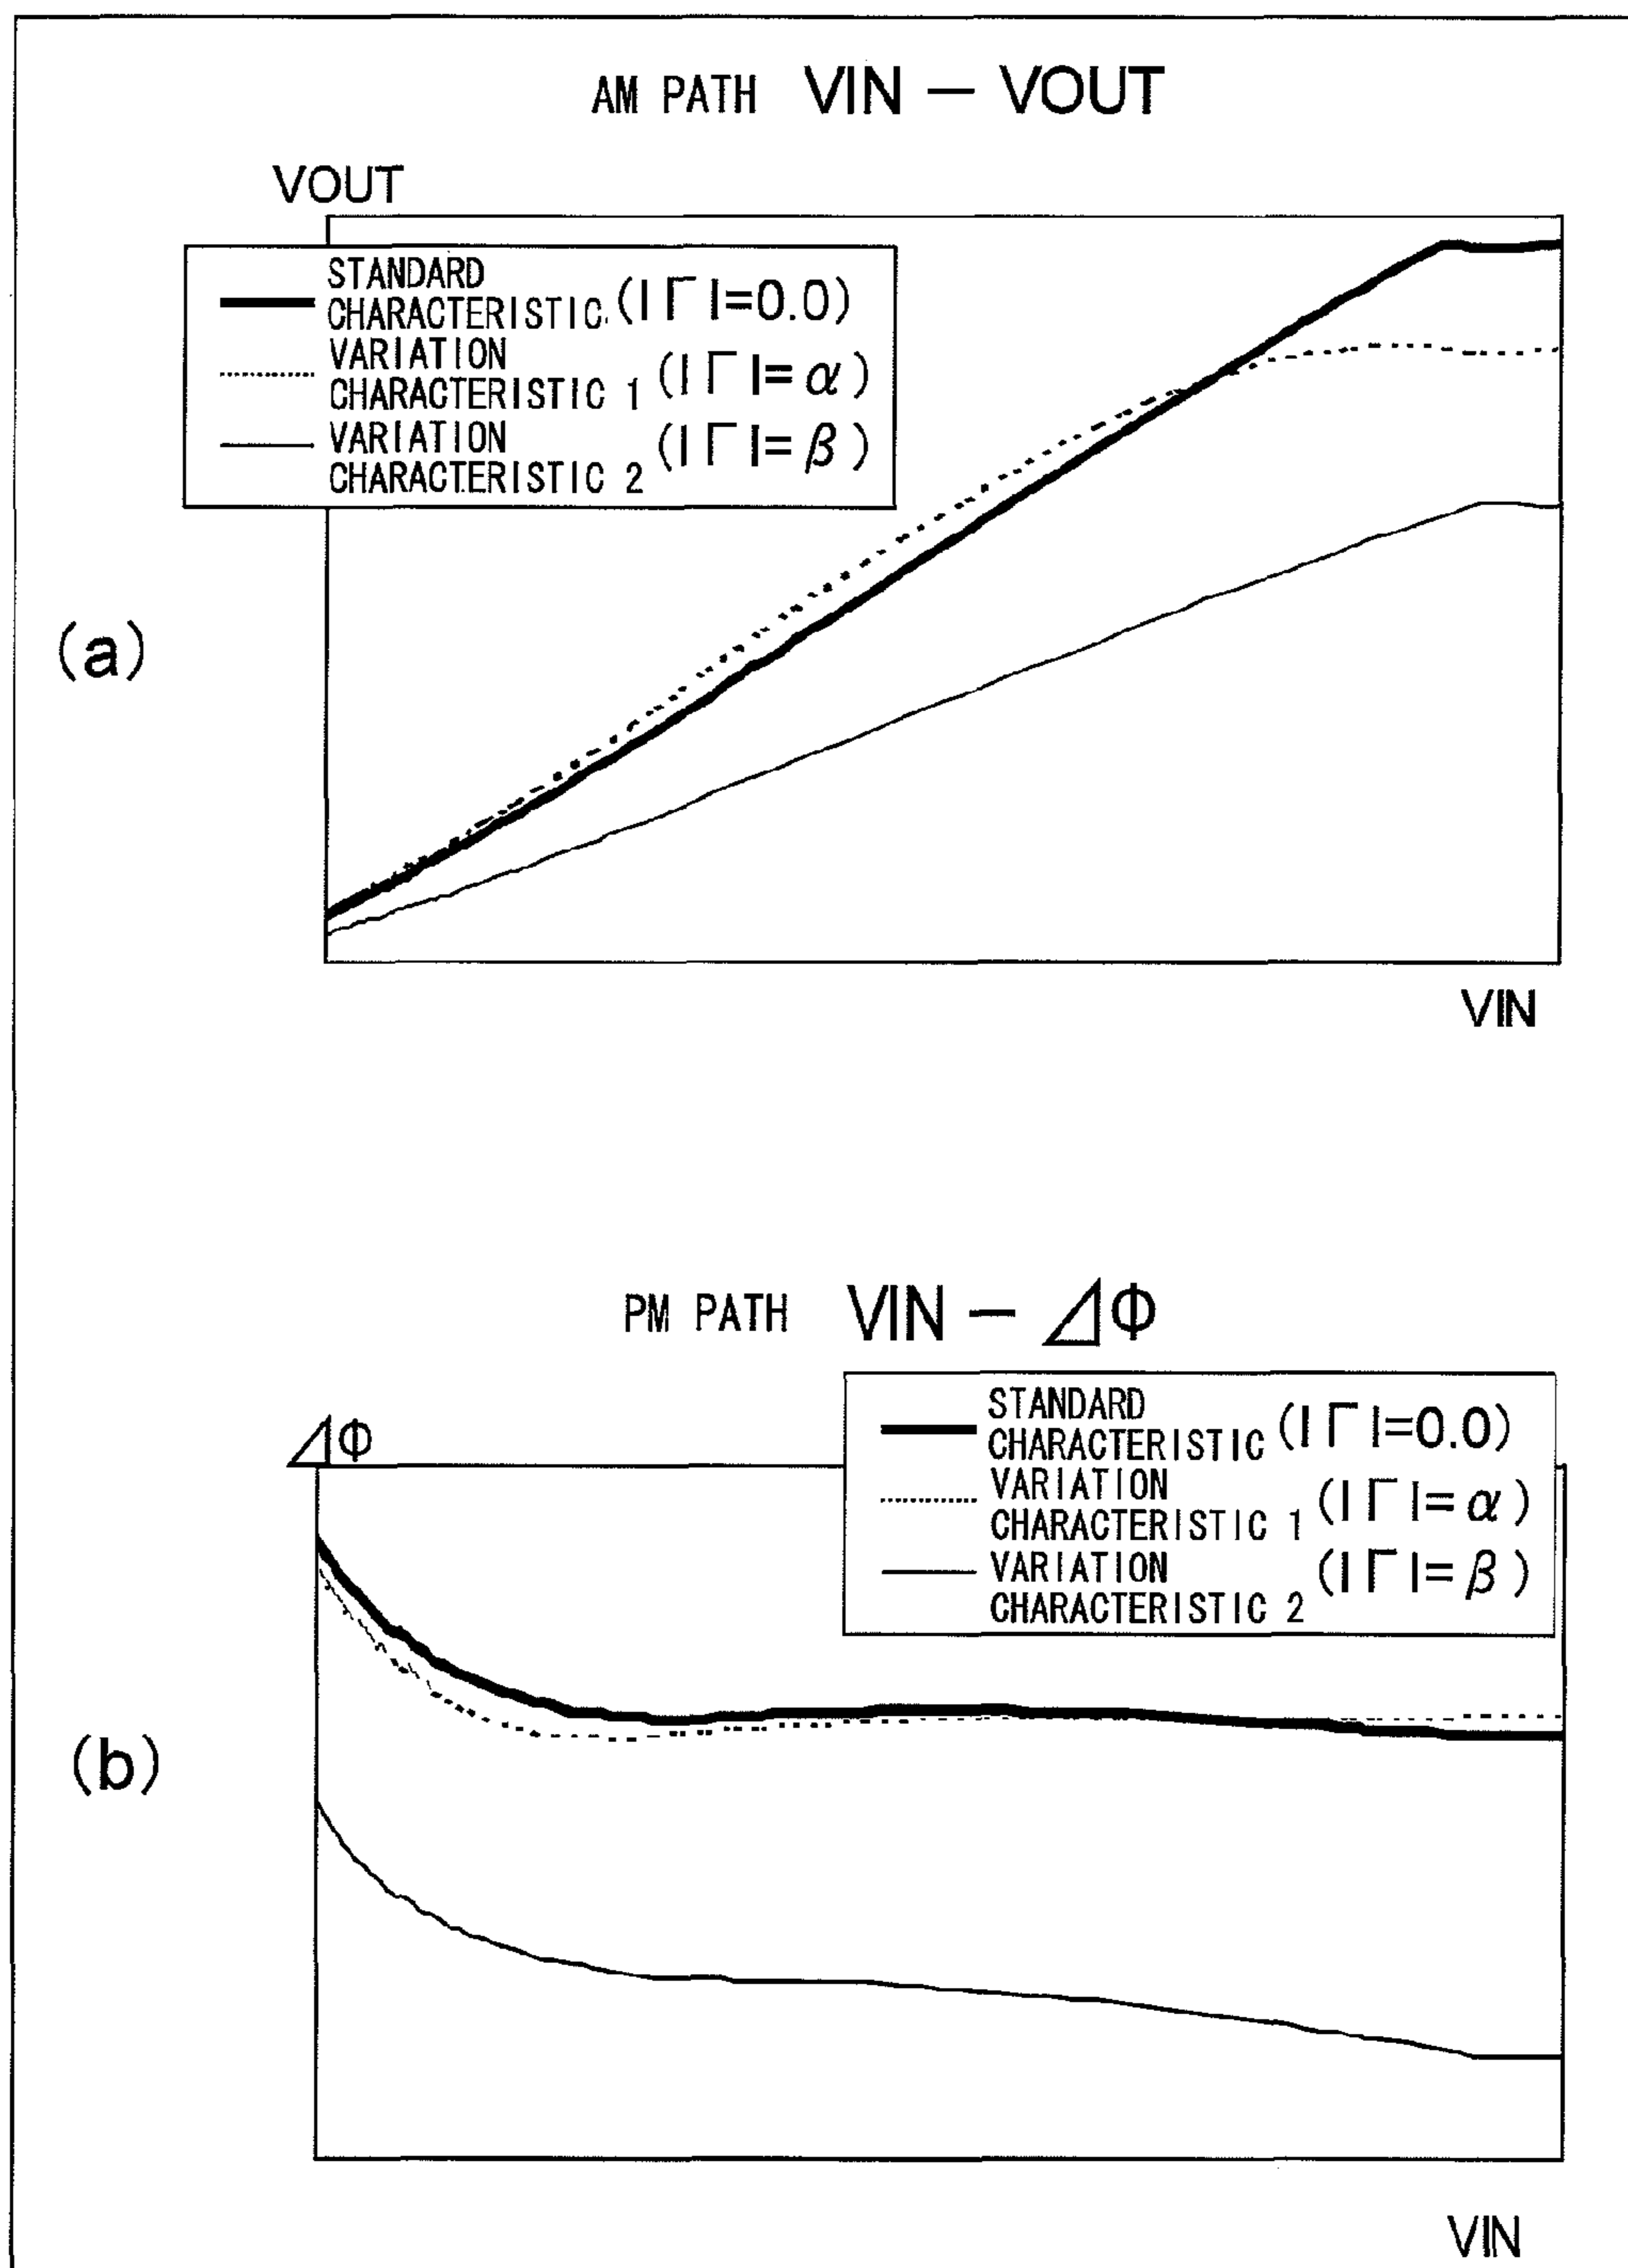 AM PATH VIN – VOUT
VOUT
STANDARD
CHARACTERISTIC. (|Γ|=0.0)
VARIATION
CHARACTERISTIC 1 (|Γ|=α)
VARIATION
CHARACTERISTIC 2 (|Γ|=β)
(a)
VIN
PM PATH VIN – ⊿Φ
⊿Φ
STANDARD
CHARACTERISTIC (|Γ|=0.0)
VARIATION
CHARACTERISTIC 1 (|Γ|=α)
VARIATION
CHARACTERISTIC 2 (|Γ|=β)
(b)
VIN